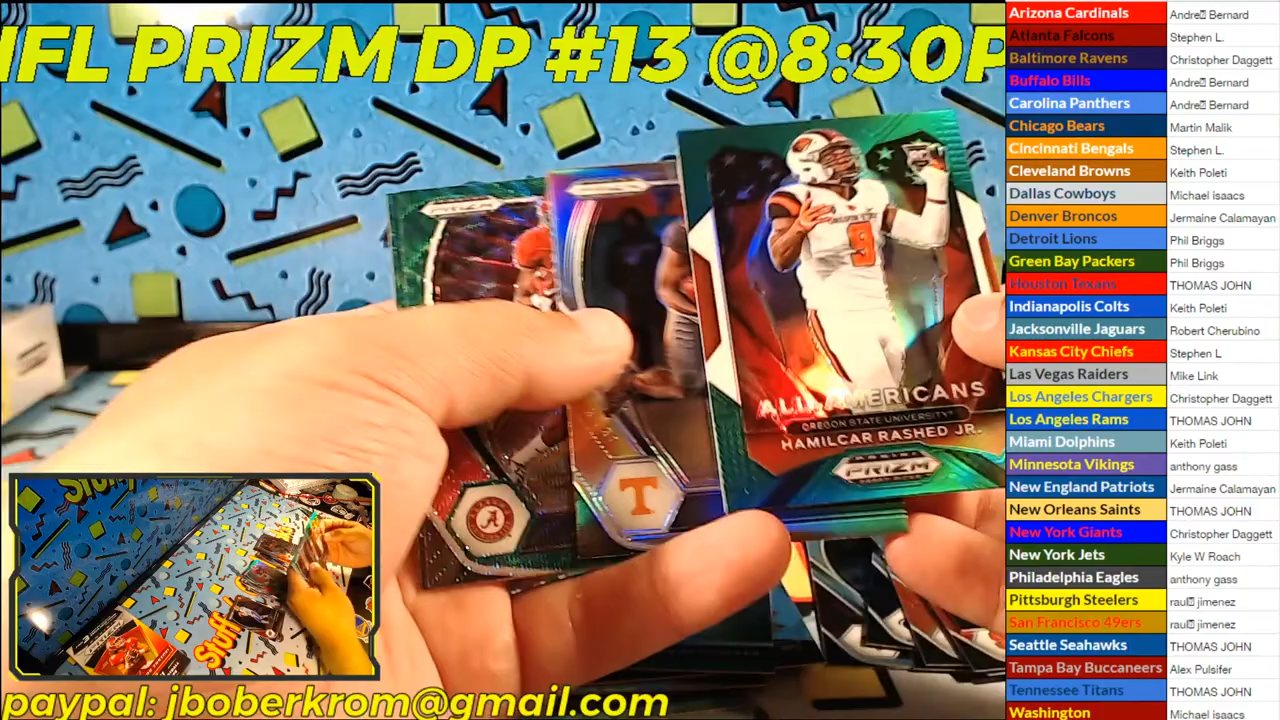 NFL PRIZM DP #13 @8:30P
PRIZM
ALL-AMERICANS
OREGON STATE UNIVERSITY
HAMILCAR RASHED JR.
PANINI
PRIZM
9
A
T
Stuff
paypal: jboberkrom@gmail.com
Arizona Cardinals Andre Bernard
Atlanta Falcons Stephen L.
Baltimore Ravens Christopher Daggett
Buffalo Bills Andre Bernard
Carolina Panthers Andre Bernard
Chicago Bears Martin Malik
Cincinnati Bengals Stephen L.
Cleveland Browns Keith Poleti
Dallas Cowboys Michael isaacs
Denver Broncos Jermaine Calamayan
Detroit Lions Phil Briggs
Green Bay Packers Phil Briggs
Houston Texans THOMAS JOHN
Indianapolis Colts Keith Poleti
Jacksonville Jaguars Robert Cherubino
Kansas City Chiefs Stephen L
Las Vegas Raiders Mike Link
Los Angeles Chargers Christopher Daggett
Los Angeles Rams THOMAS JOHN
Miami Dolphins Keith Poleti
Minnesota Vikings anthony gass
New England Patriots Jermaine Calamayan
New Orleans Saints THOMAS JOHN
New York Giants Christopher Daggett
New York Jets Kyle W Roach
Philadelphia Eagles anthony gass
Pittsburgh Steelers raul jimenez
San Francisco 49ers raul jimenez
Seattle Seahawks THOMAS JOHN
Tampa Bay Buccaneers Alex Pulsifer
Tennessee Titans THOMAS JOHN
Washington Michael isaacs